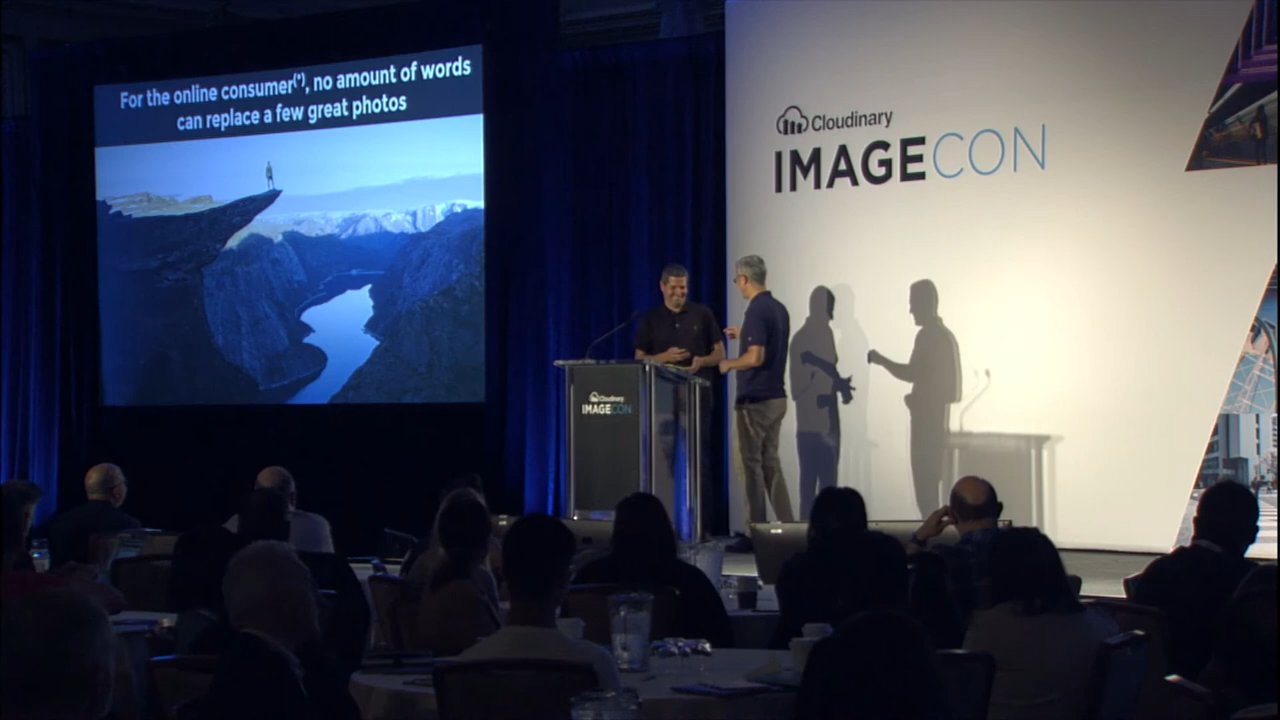 For the online consumer(*), no amount of words
can replace a few great photos
Cloudinary
IMAGECON
Cloudinary
IMAGECON